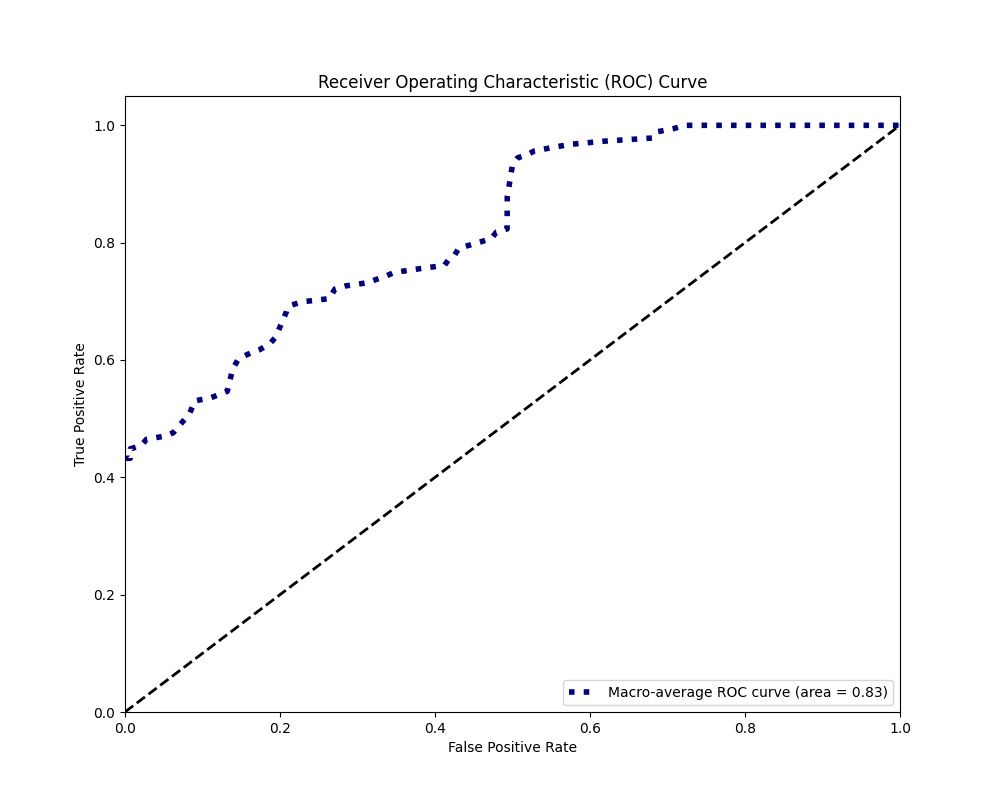 Receiver Operating Characteristic (ROC) Curve
True Positive Rate
1.0
0.8
0.6
0.4
0.2
0.0
Macro-average ROC curve (area = 0.83)
0.0 0.2 0.4 0.6 0.8 1.0
False Positive Rate